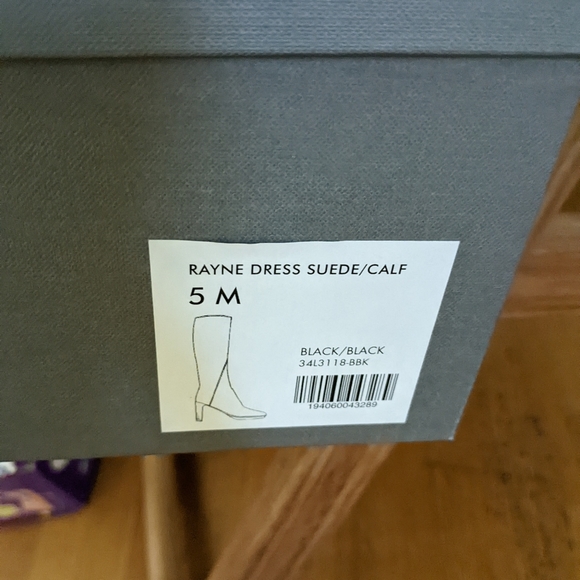 RAYNE DRESS SUEDE/CALF
5 M
BLACK/BLACK
34L3118-BBK
194060043289